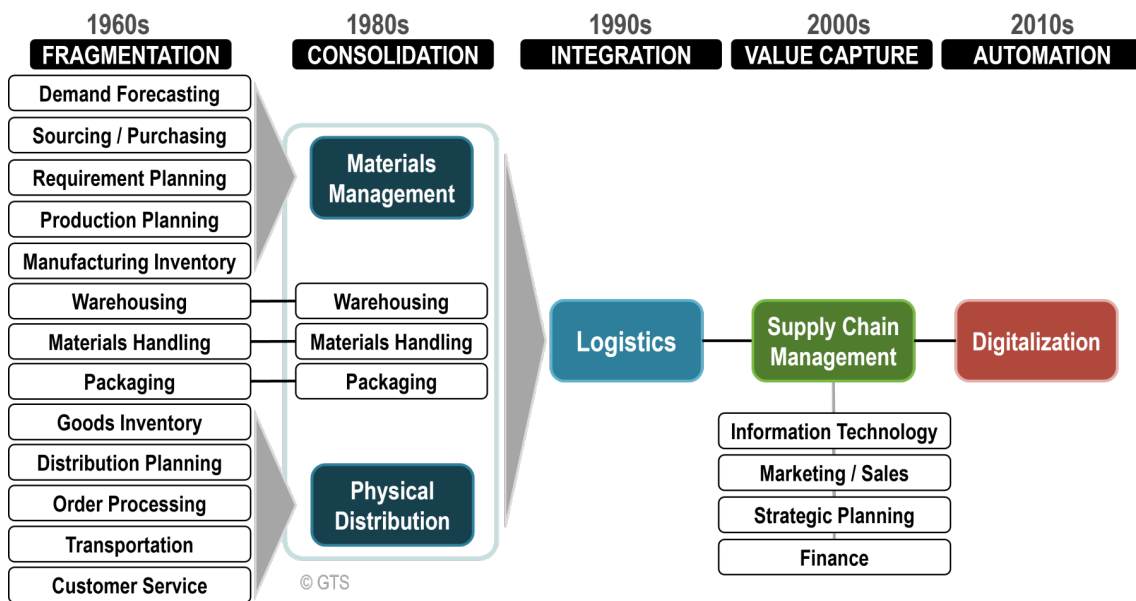 1960s
FRAGMENTATION
Demand Forecasting
Sourcing / Purchasing
Requirement Planning
Production Planning
Manufacturing Inventory
Warehousing
Materials Handling
Packaging
Goods Inventory
Distribution Planning
Order Processing
Transportation
Customer Service
1980s
CONSOLIDATION
Materials
Management
Warehousing
Materials Handling
Packaging
Physical
Distribution
© GTS
1990s
INTEGRATION
Logistics
2000s
VALUE CAPTURE
Supply Chain
Management
Information Technology
Marketing / Sales
Strategic Planning
Finance
2010s
AUTOMATION
Digitalization